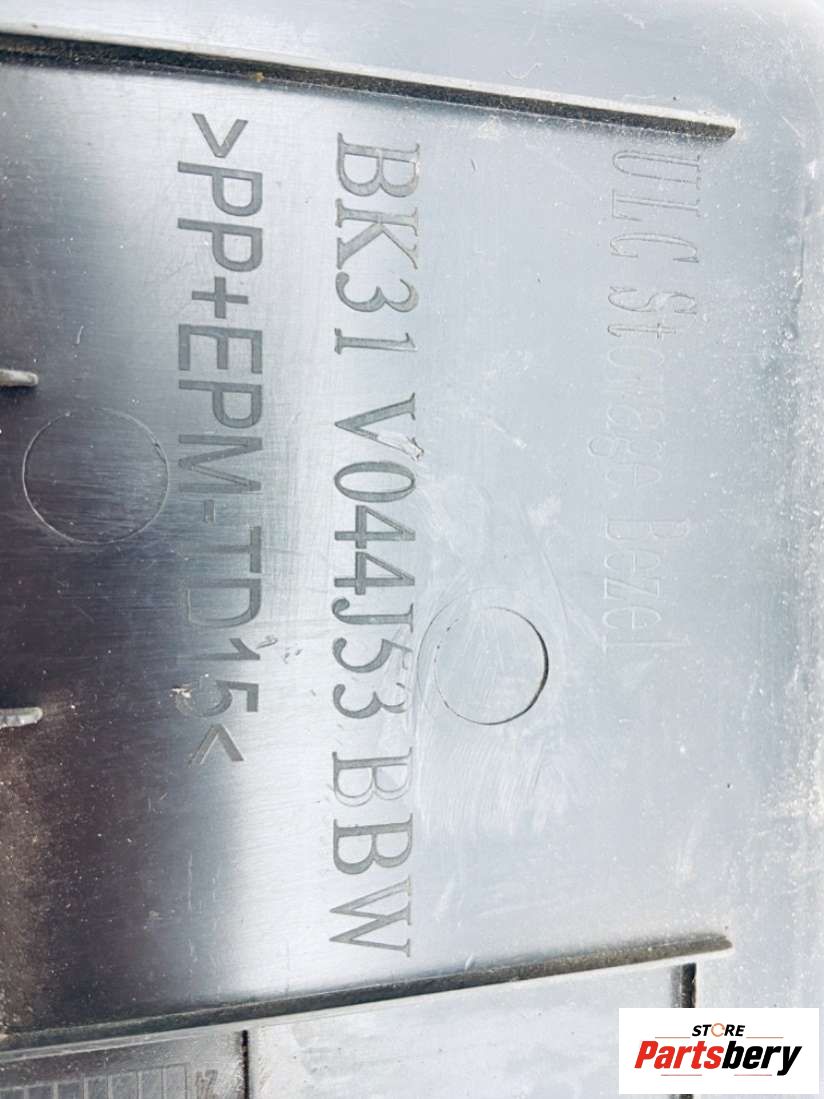 ULC Storage Bezel
BK31 V044J53 BBW
>PP+EPM-TD15<
STORE
Partsbery